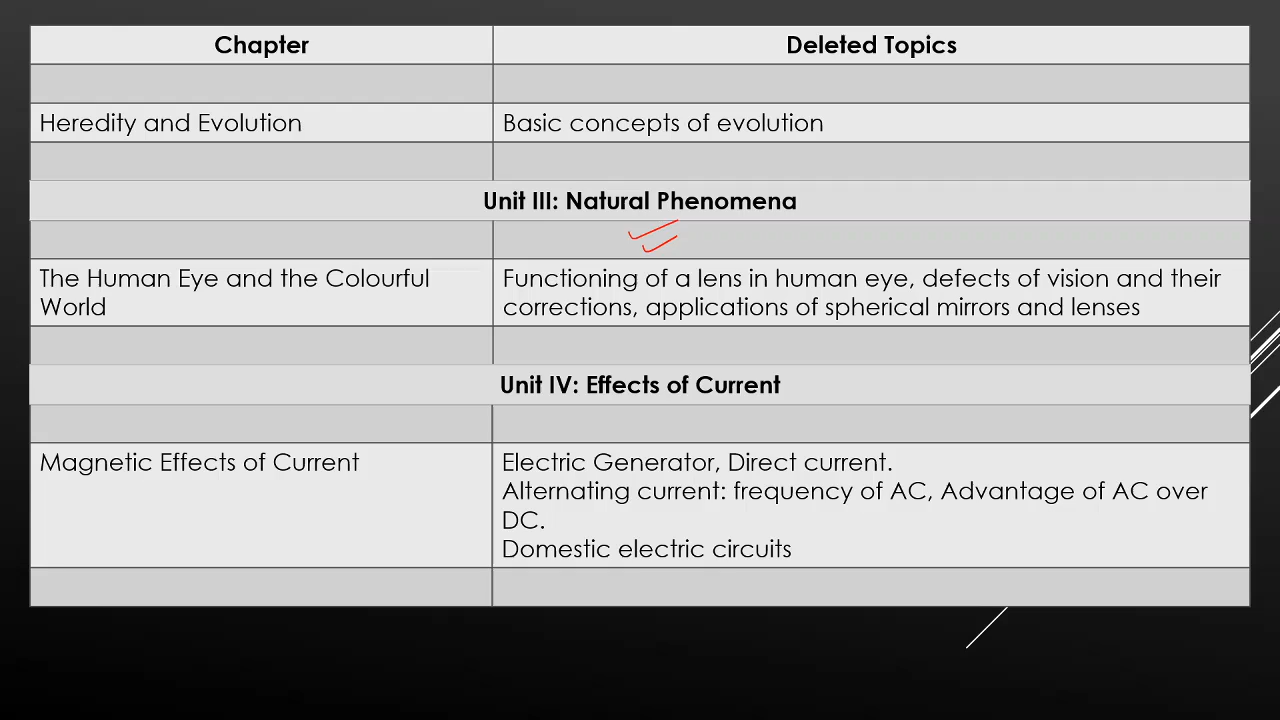 Chapter Deleted Topics
Heredity and Evolution Basic concepts of evolution
Unit III: Natural Phenomena
The Human Eye and the Colourful Functioning of a lens in human eye, defects of vision and their
World corrections, applications of spherical mirrors and lenses
Unit IV: Effects of Current
Magnetic Effects of Current Electric Generator, Direct current.
Alternating current: frequency of AC, Advantage of AC over
DC.
Domestic electric circuits